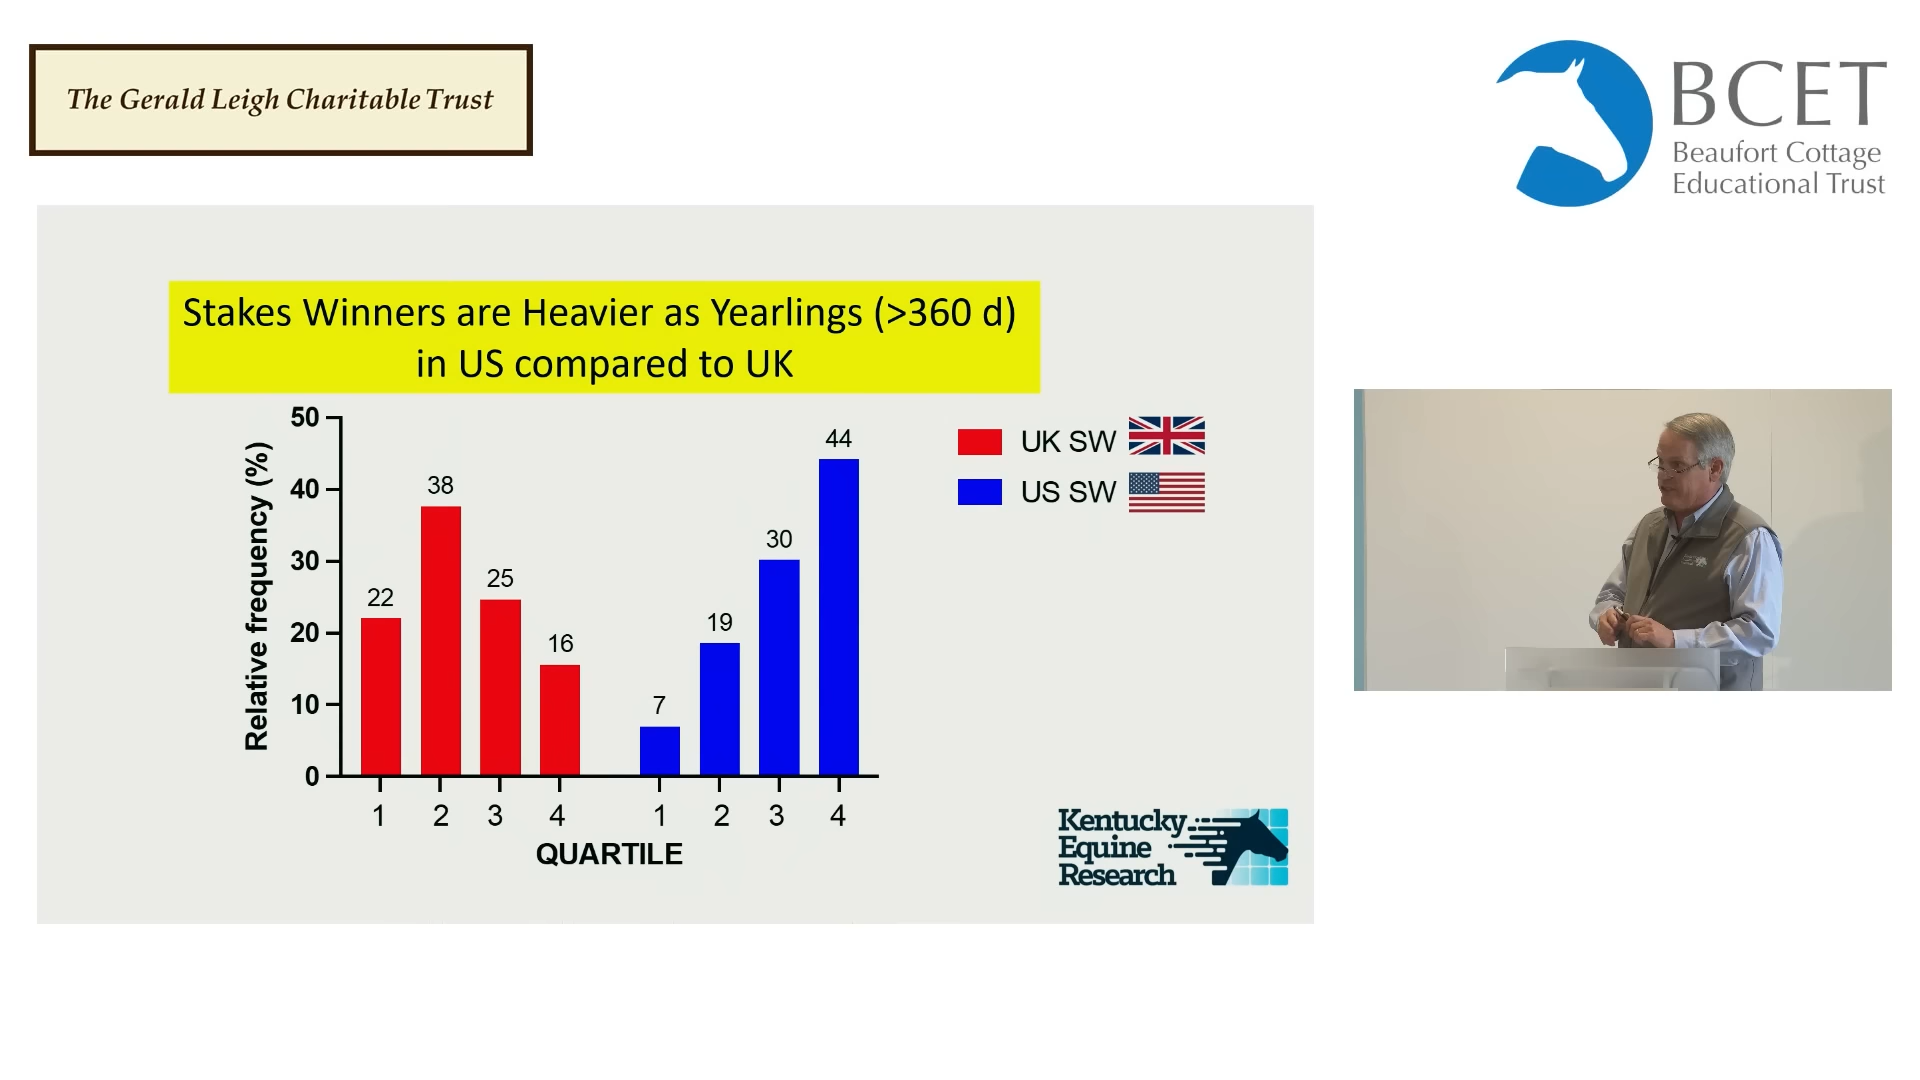 The Gerald Leigh Charitable Trust
BCET
Beaufort Cottage
Educational Trust
Stakes Winners are Heavier as Yearlings (>360 d)
in US compared to UK
Relative frequency (%)
50
40
30
20
10
0
22
38
25
16
7
19
30
44
1
2
3
4
1
2
3
4
QUARTILE
UK SW
US SW
Kentucky
Equine
Research